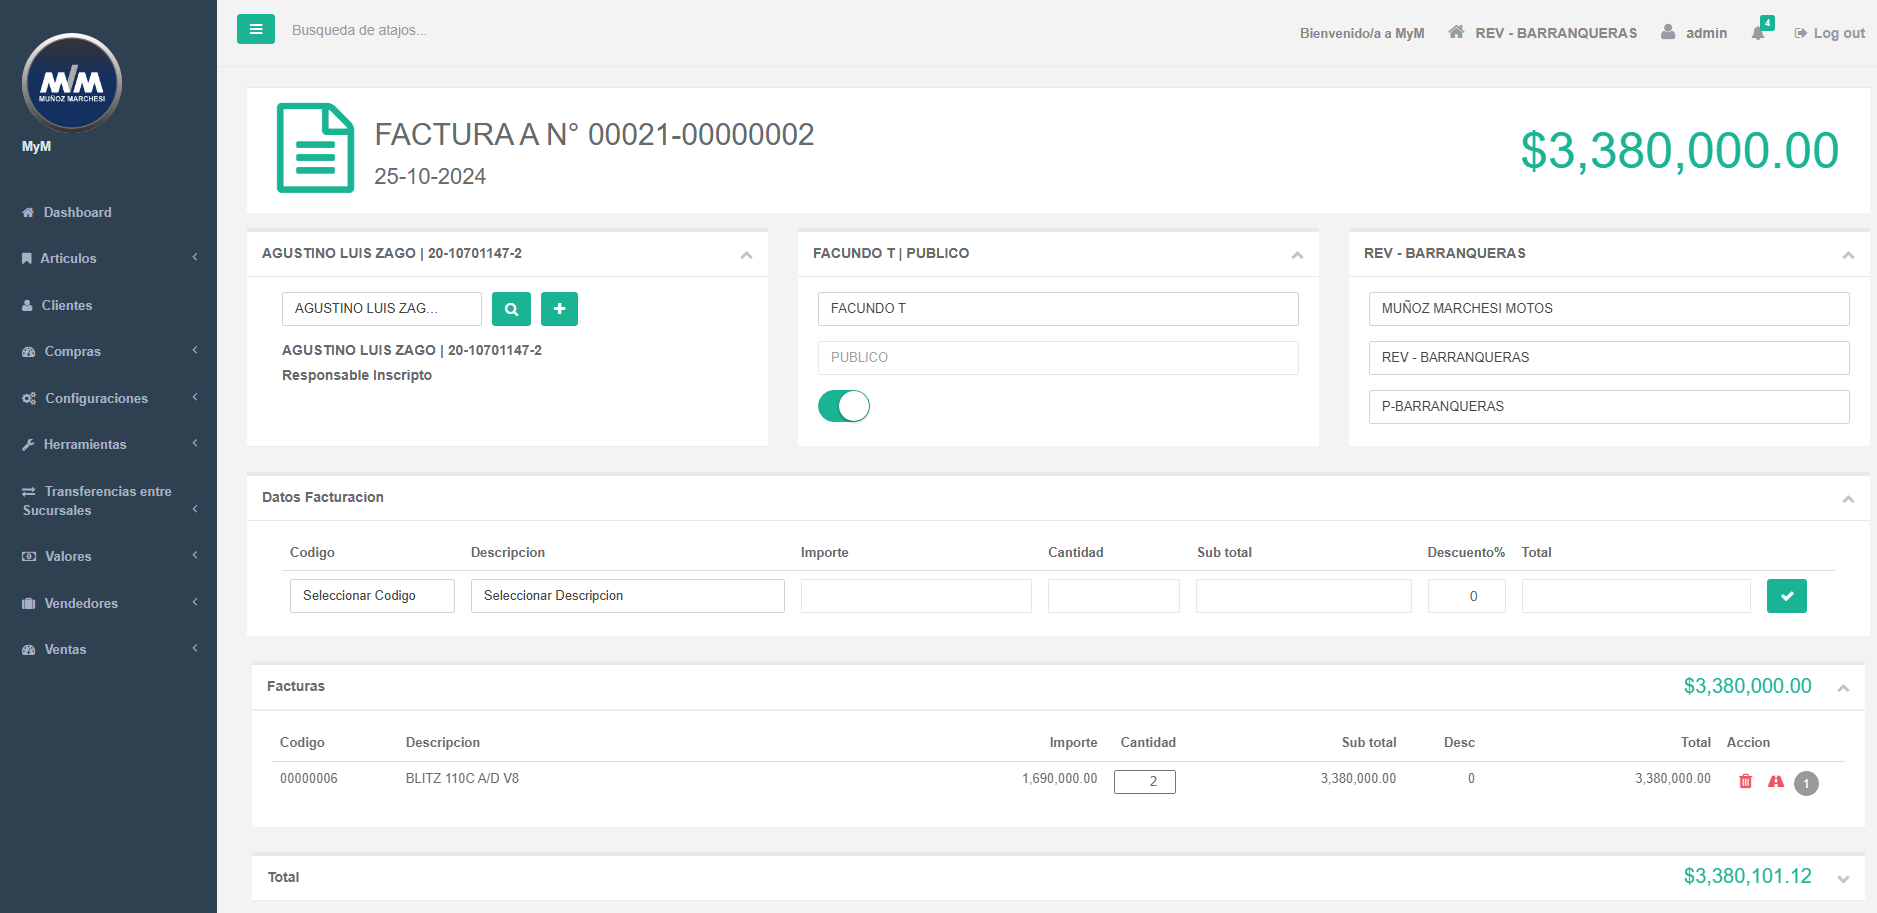 MUÑOZ MARCHESI
MyM
Dashboard
Articulos
Clientes
Compras
Configuraciones
Herramientas
Transferencias entre
Sucursales
Valores
Vendedores
Ventas
Busqueda de atajos...
Bienvenido/a a MyM
REV - BARRANQUERAS
admin
4
Log out
FACTURA A N° 00021-00000002
25-10-2024
$3,380,000.00
AGUSTINO LUIS ZAGO | 20-10701147-2
AGUSTINO LUIS ZAG...
AGUSTINO LUIS ZAGO | 20-10701147-2
Responsable Inscripto
FACUNDO T | PUBLICO
FACUNDO T
PUBLICO
REV - BARRANQUERAS
MUÑOZ MARCHESI MOTOS
REV - BARRANQUERAS
P-BARRANQUERAS
Datos Facturacion
Codigo Descripcion Importe Cantidad Sub total Descuento% Total
Seleccionar Codigo Seleccionar Descripcion 0
Facturas $3,380,000.00
Codigo Descripcion Importe Cantidad Sub total Desc Total Accion
00000006 BLITZ 110C A/D V8 1,690,000.00 2 3,380,000.00 0 3,380,000.00 1
Total $3,380,101.12